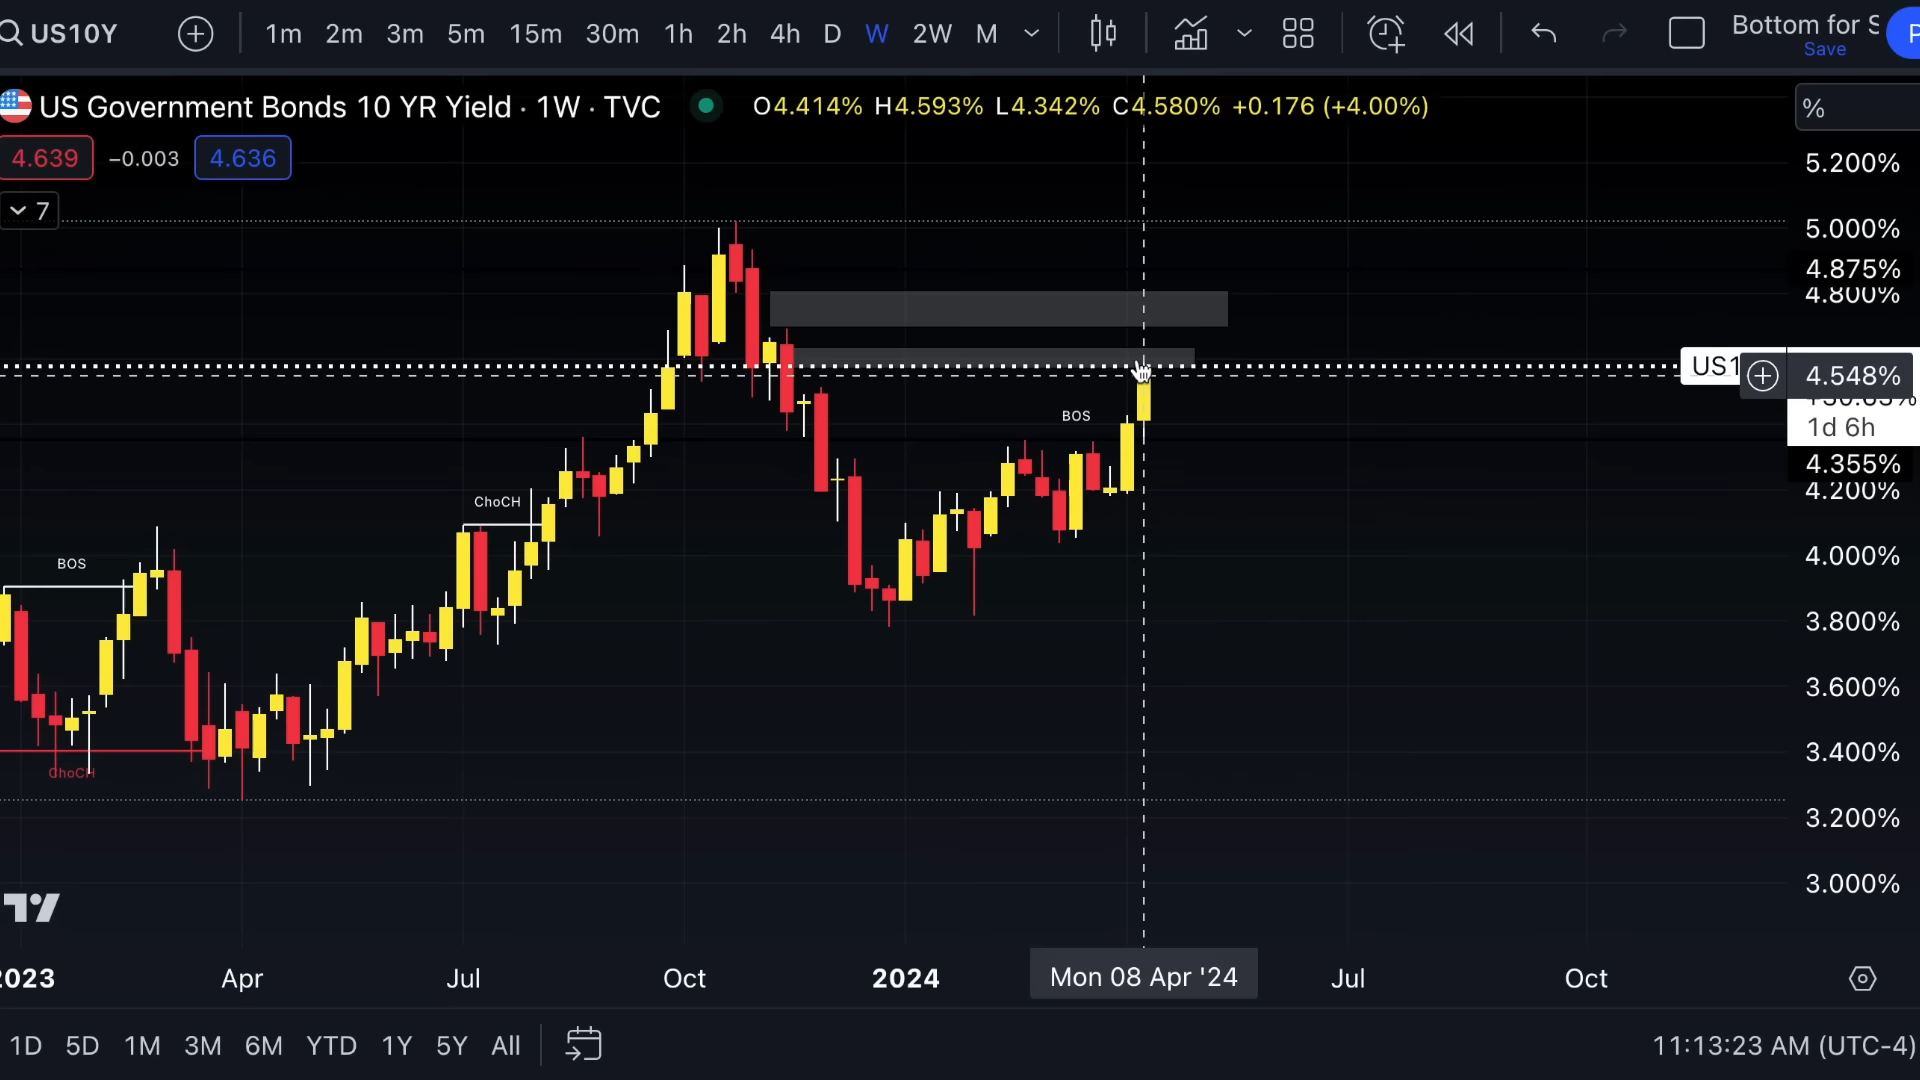 US10Y 1m 2m 3m 5m 15m 30m 1h 2h 4h D W 2W M Bottom for S
Save
US Government Bonds 10 YR Yield · 1W · TVC O4.414% H4.593% L4.342% C4.580% +0.176 (+4.00%)
%
4.639 −0.003 4.636
7
5.200%
5.000%
4.875%
4.800%
US1
4.548%
1d 6h
4.355%
4.200%
4.000%
3.800%
3.600%
3.400%
3.200%
3.000%
BOS
ChoCH
BOS
ChoCH
2023 Apr Jul Oct 2024 Mon 08 Apr '24 Jul Oct
1D 5D 1M 3M 6M YTD 1Y 5Y All 11:13:23 AM (UTC-4)